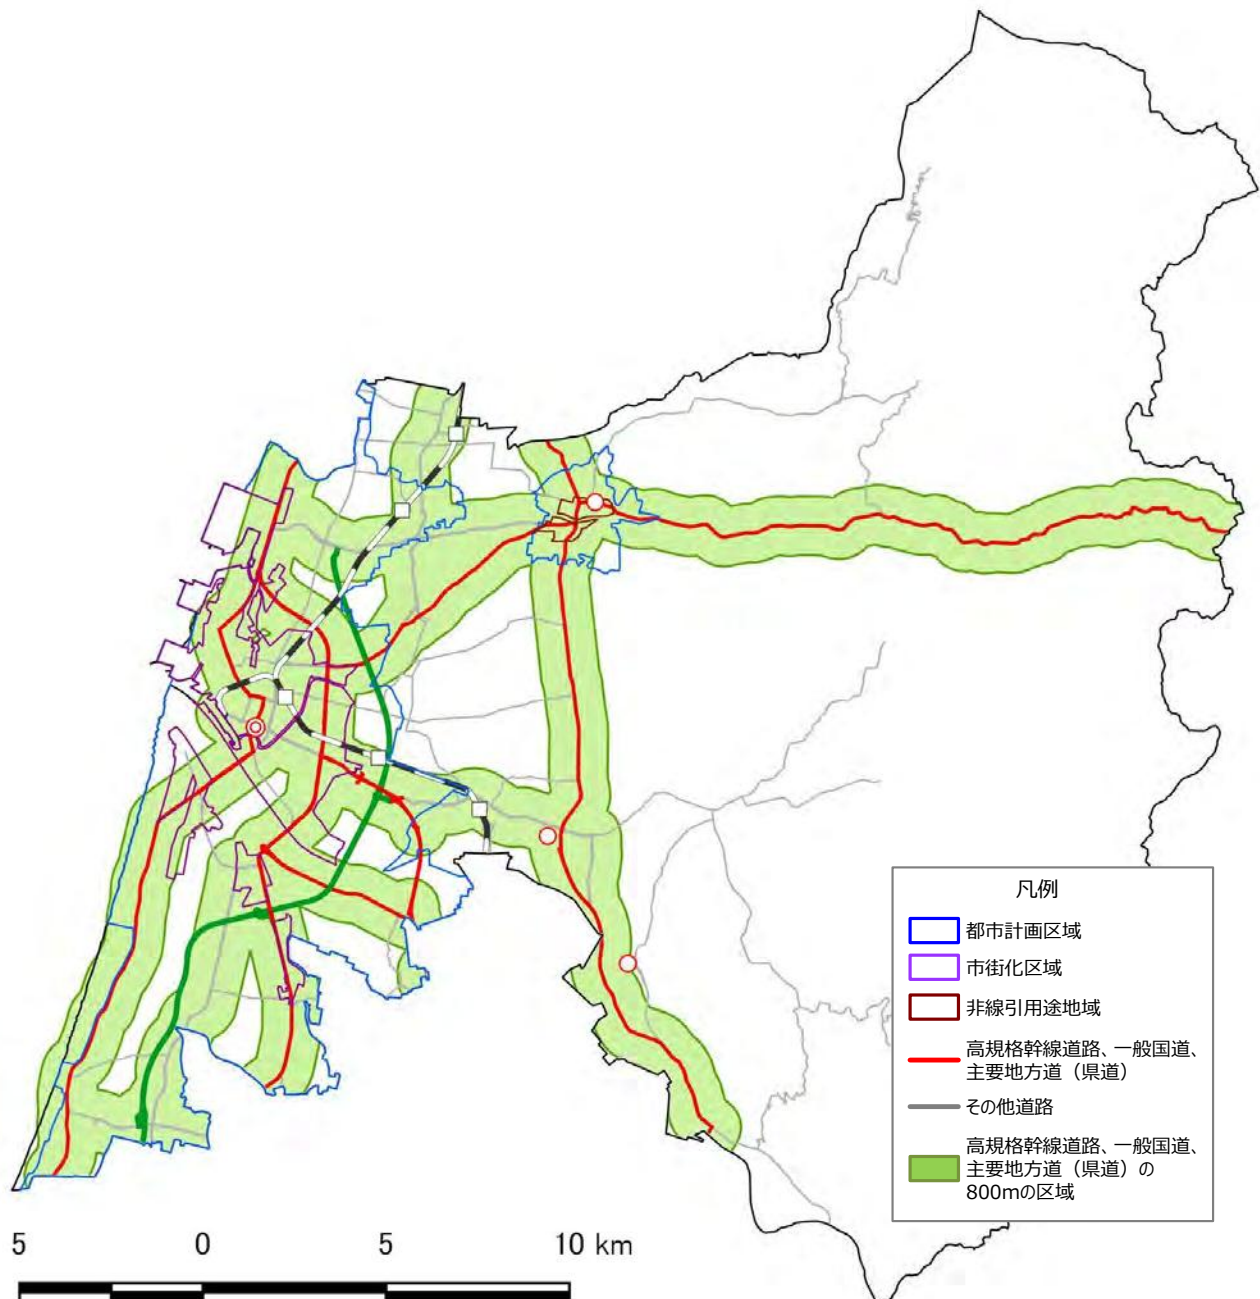 凡例
都市計画区域
市街化区域
非線引用途地域
高規格幹線道路、一般国道、
主要地方道（県道）
その他道路
高規格幹線道路、一般国道、
主要地方道（県道）の
800mの区域
5 0 5 10 km